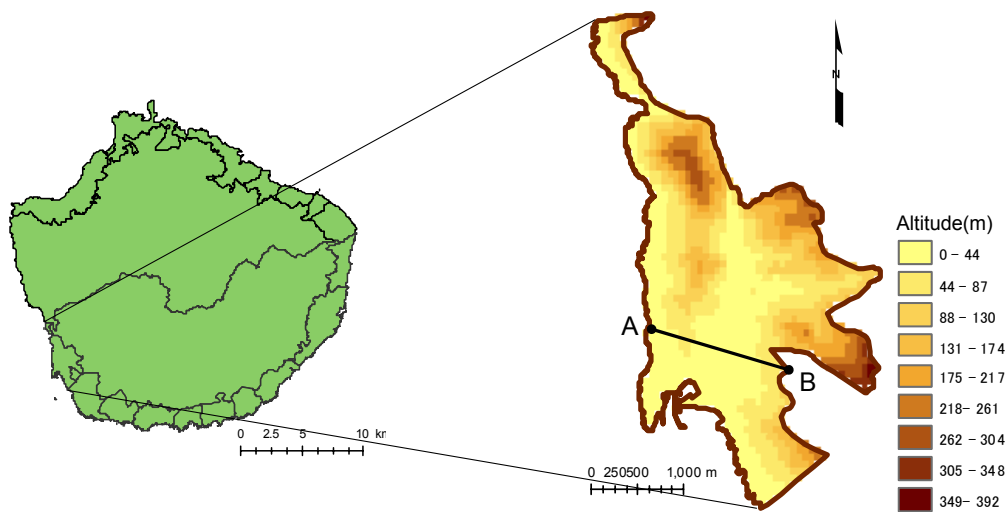 N
Altitude(m)
0 - 44
44 - 87
88 - 130
131 - 174
175 - 217
218 - 261
262 - 304
305 - 348
349 - 392
A
B
0 2.5 5 10 km
0 250500 1,000 m